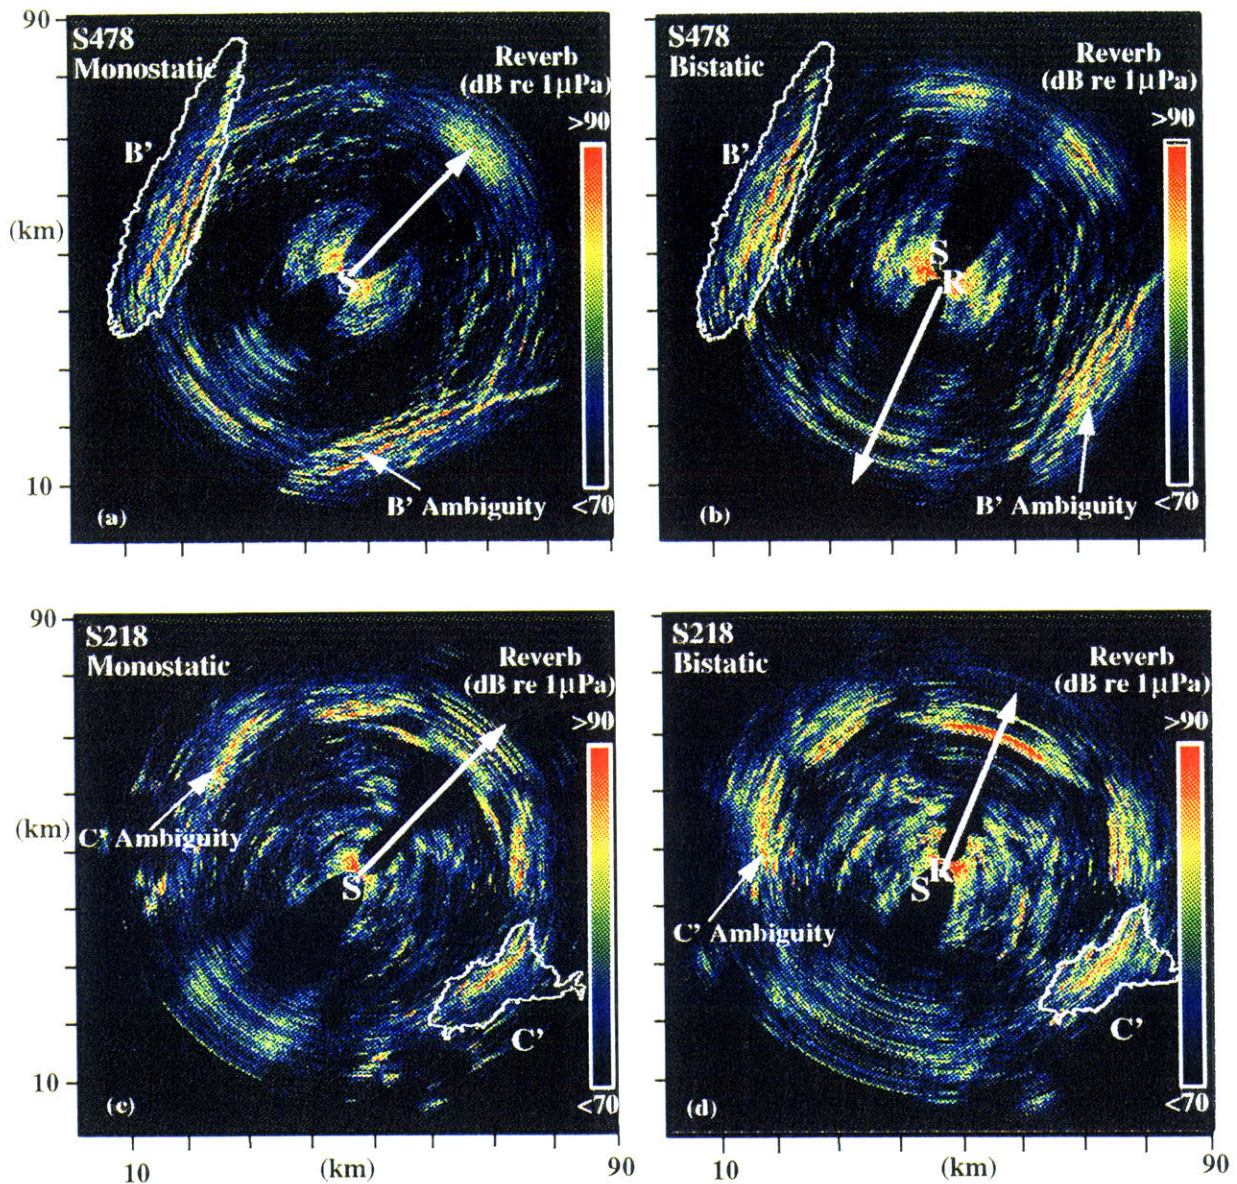 90
S478
Monostatic
Reverb
(dB re 1µPa)
>90
B'
(km)
S
10
B' Ambiguity
<70
(a)
S478
Bistatic
Reverb
(dB re 1µPa)
>90
B'
S
R
B' Ambiguity
<70
(b)
90
S218
Monostatic
Reverb
(dB re 1µPa)
>90
C' Ambiguity
(km)
S
C'
10
(c)
<70
10
(km)
90
S218
Bistatic
Reverb
(dB re 1µPa)
>90
R
S
C' Ambiguity
C'
(d)
<70
10
(km)
90